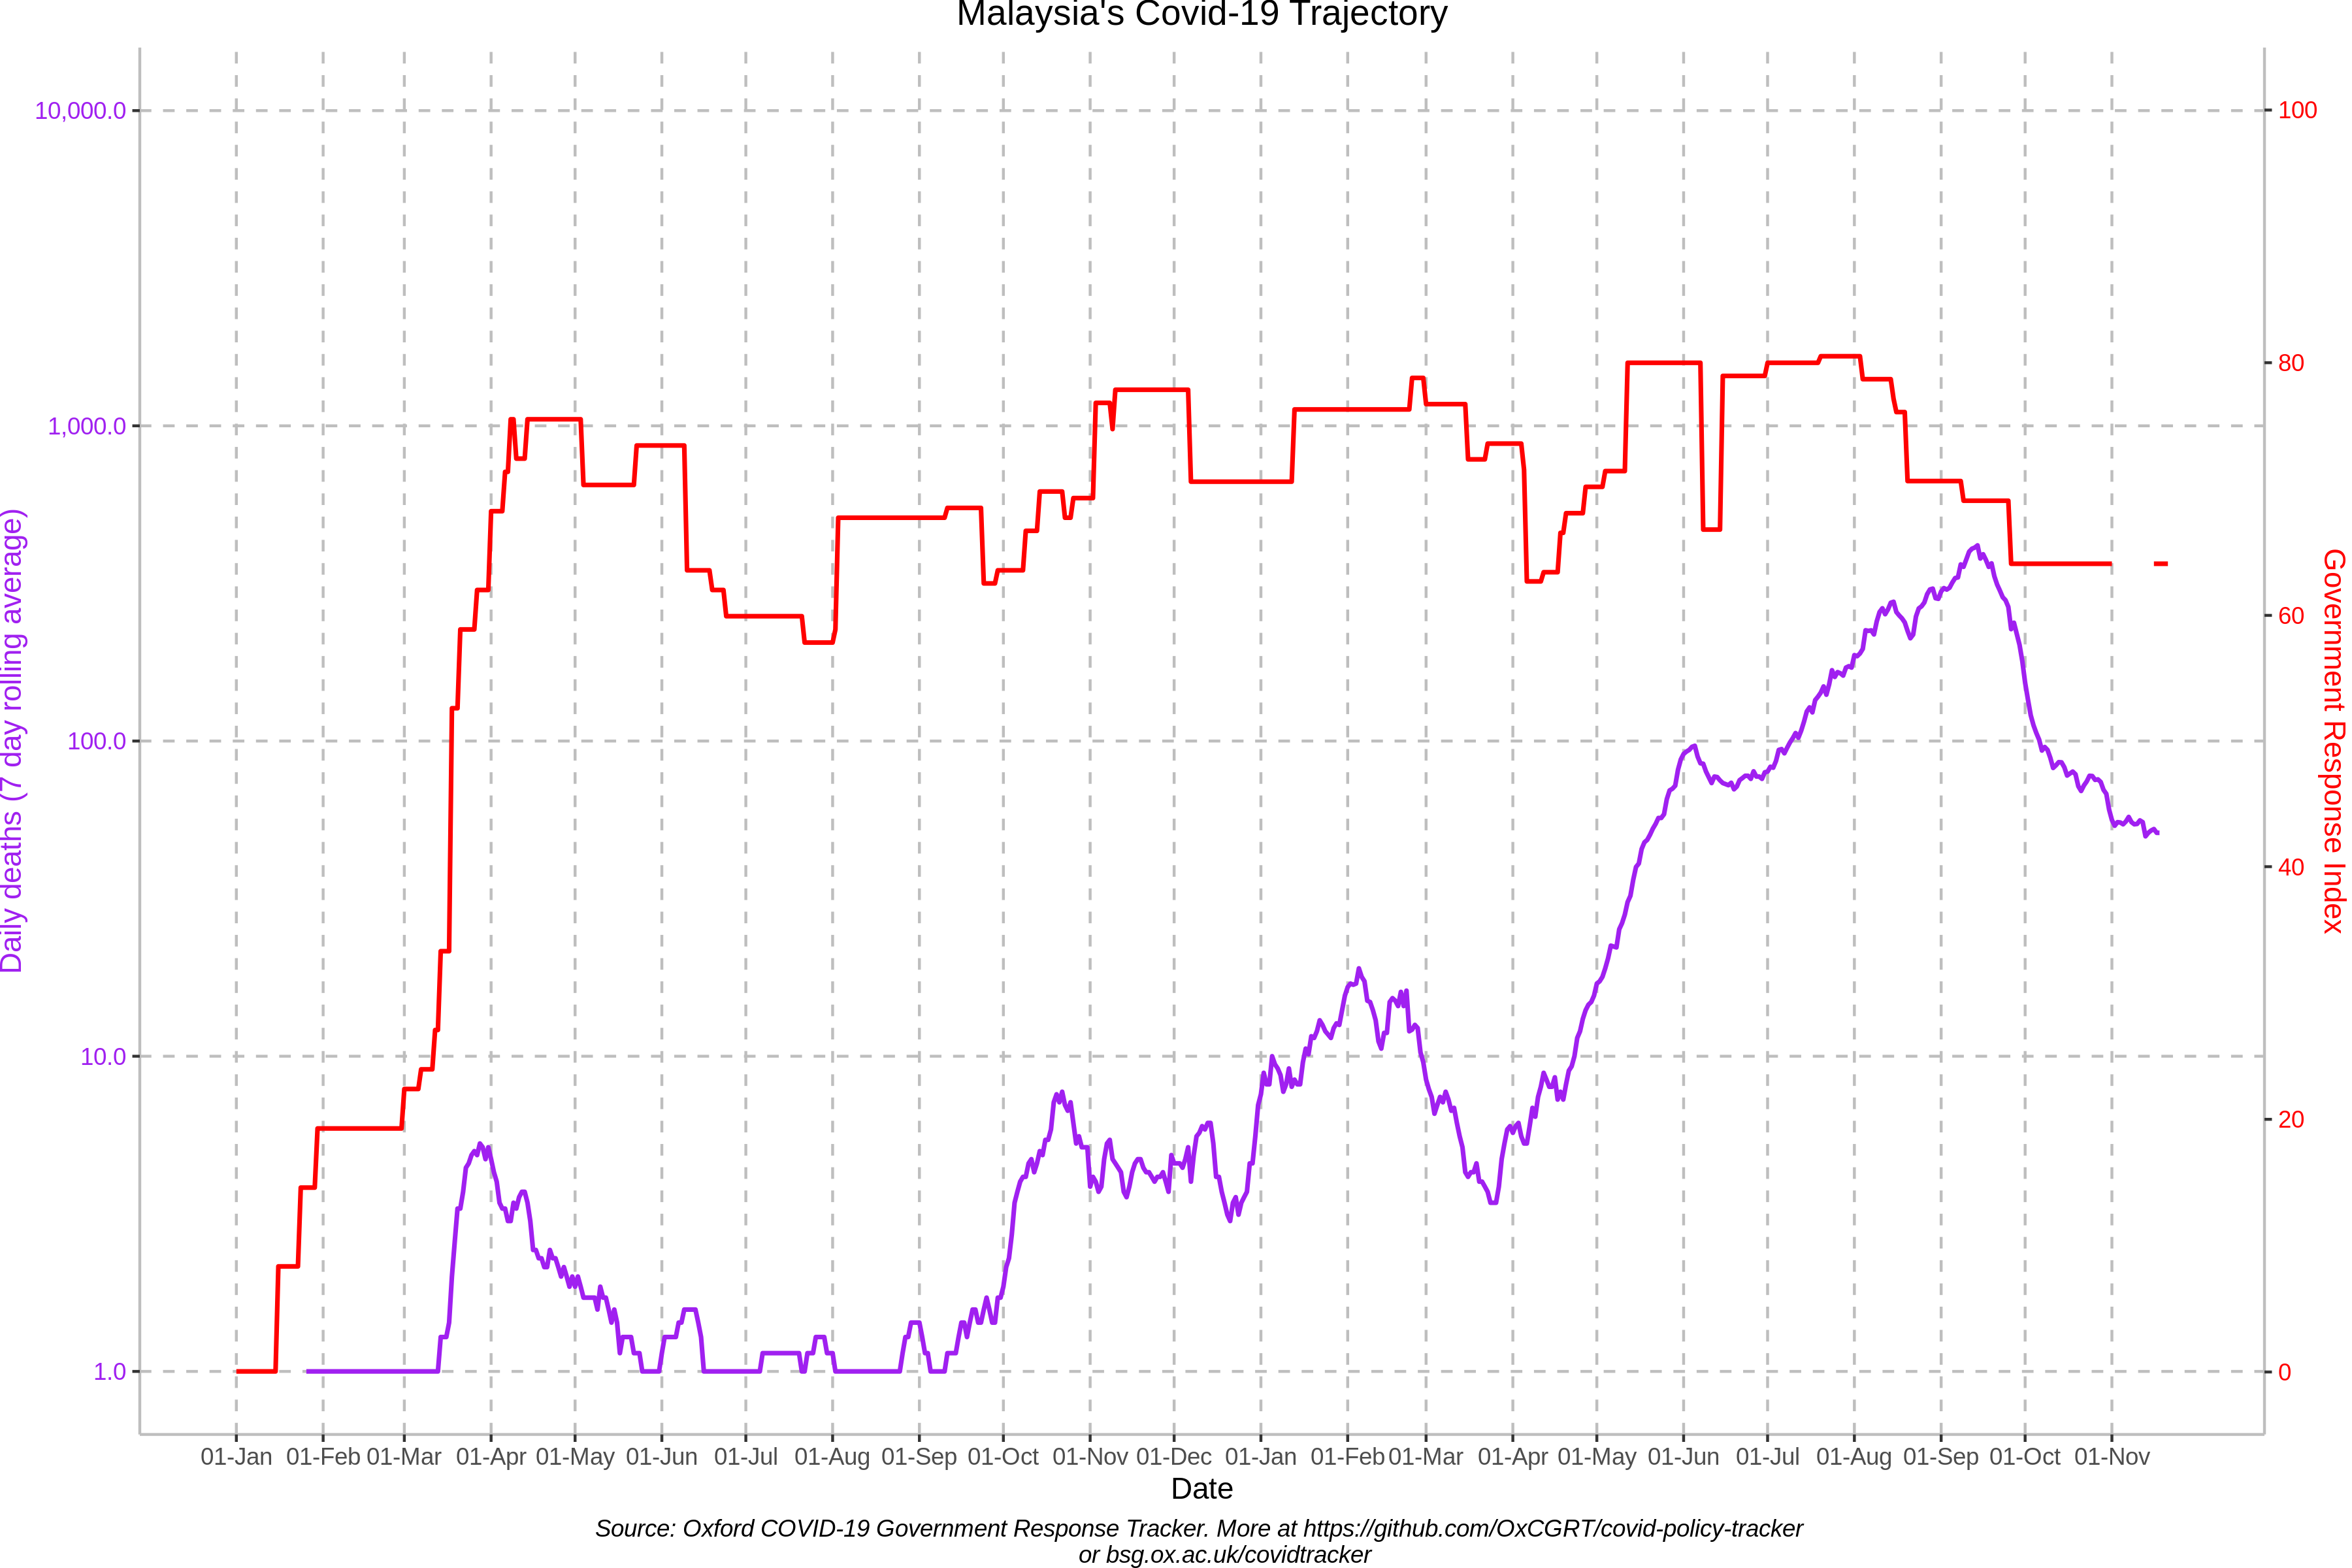 Malaysia's Covid-19 Trajectory
10,000.0
1,000.0
100.0
10.0
1.0
Daily deaths (7 day rolling average)
100
80
60
40
20
0
Government Response Index
01-Jan 01-Feb 01-Mar 01-Apr 01-May 01-Jun 01-Jul 01-Aug 01-Sep 01-Oct 01-Nov 01-Dec 01-Jan 01-Feb 01-Mar 01-Apr 01-May 01-Jun 01-Jul 01-Aug 01-Sep 01-Oct 01-Nov
Date
Source: Oxford COVID-19 Government Response Tracker. More at https://github.com/OxCGRT/covid-policy-tracker
or bsg.ox.ac.uk/covidtracker